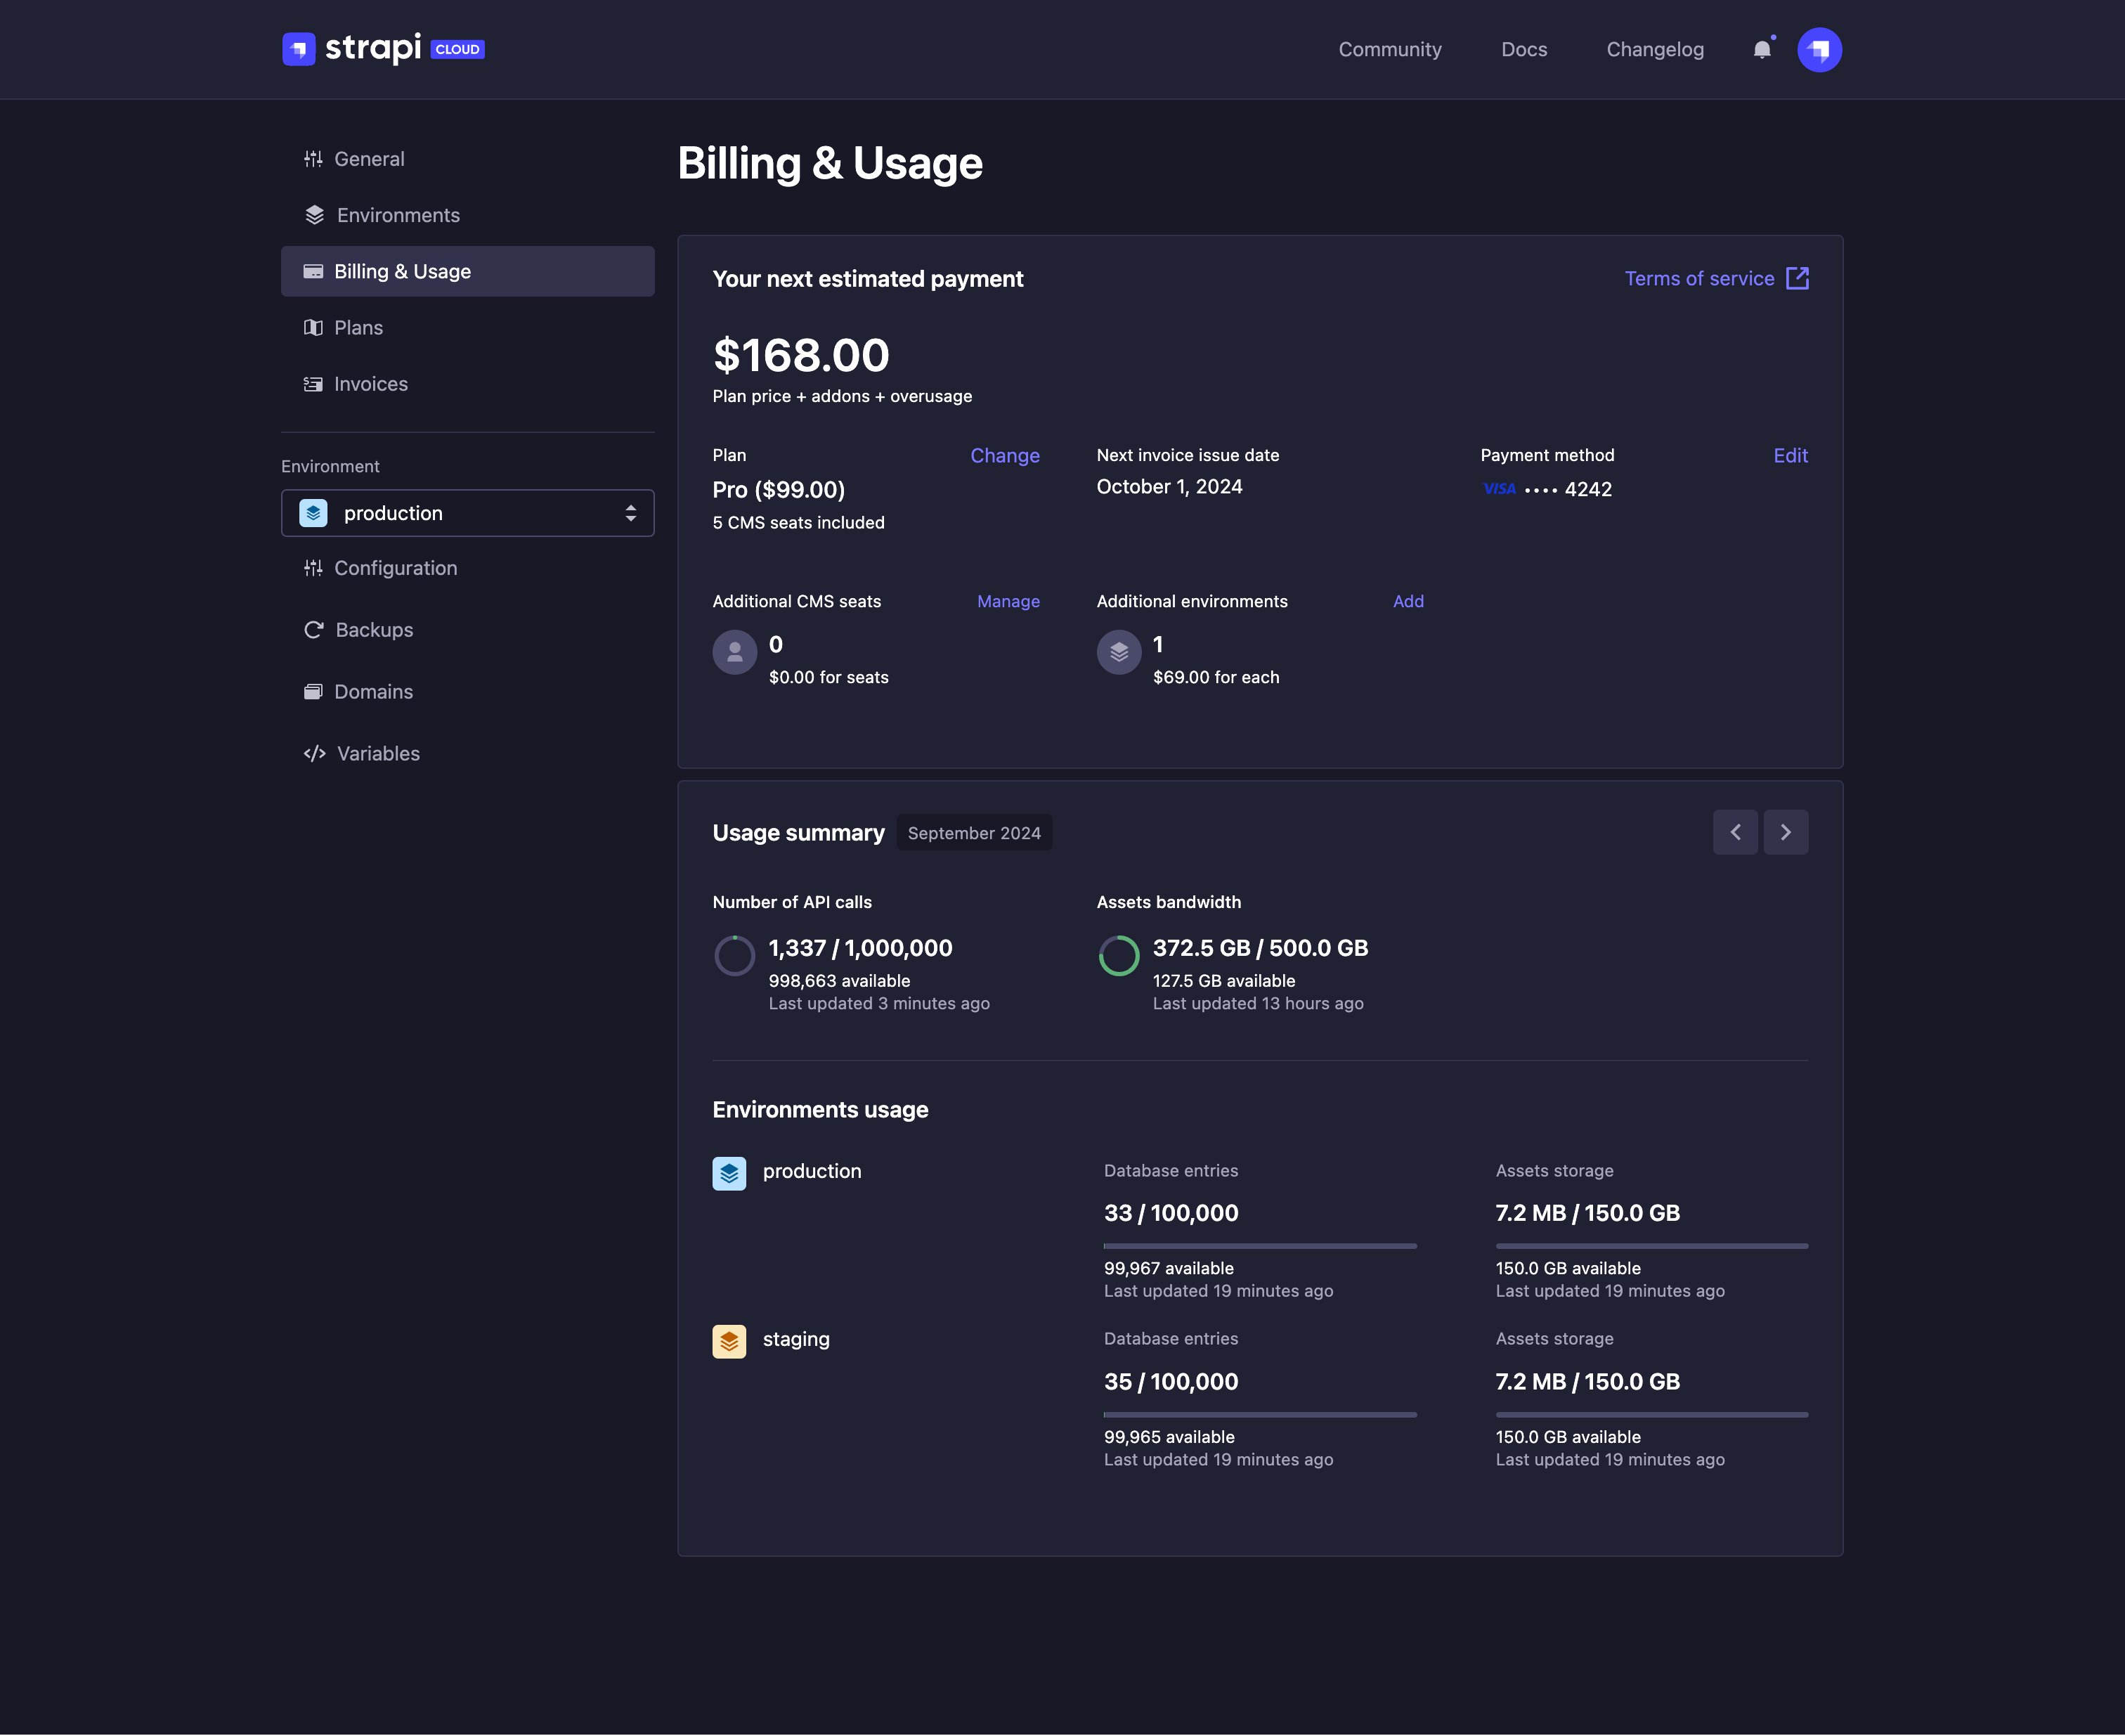 strapi CLOUD
Community
Docs
Changelog
General
Environments
Billing & Usage
Plans
Invoices
Environment
production
Configuration
Backups
Domains
Variables
Billing & Usage
Your next estimated payment
Terms of service
$168.00
Plan price + addons + overusage
Plan
Change
Pro ($99.00)
5 CMS seats included
Next invoice issue date
October 1, 2024
Payment method
Edit
VISA •••• 4242
Additional CMS seats
Manage
0
$0.00 for seats
Additional environments
Add
1
$69.00 for each
Usage summary
September 2024
Number of API calls
1,337 / 1,000,000
998,663 available
Last updated 3 minutes ago
Assets bandwidth
372.5 GB / 500.0 GB
127.5 GB available
Last updated 13 hours ago
Environments usage
production
Database entries
33 / 100,000
99,967 available
Last updated 19 minutes ago
Assets storage
7.2 MB / 150.0 GB
150.0 GB available
Last updated 19 minutes ago
staging
Database entries
35 / 100,000
99,965 available
Last updated 19 minutes ago
Assets storage
7.2 MB / 150.0 GB
150.0 GB available
Last updated 19 minutes ago